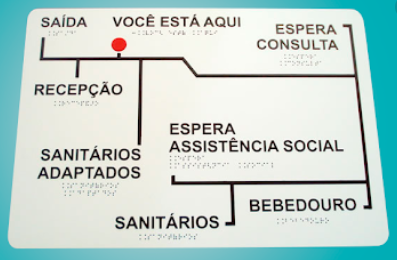 SAÍDA
VOCÊ ESTÁ AQUI
ESPERA
CONSULTA
RECEPÇÃO
SANITÁRIOS
ADAPTADOS
ESPERA
ASSISTÊNCIA SOCIAL
SANITÁRIOS
BEBEDOURO